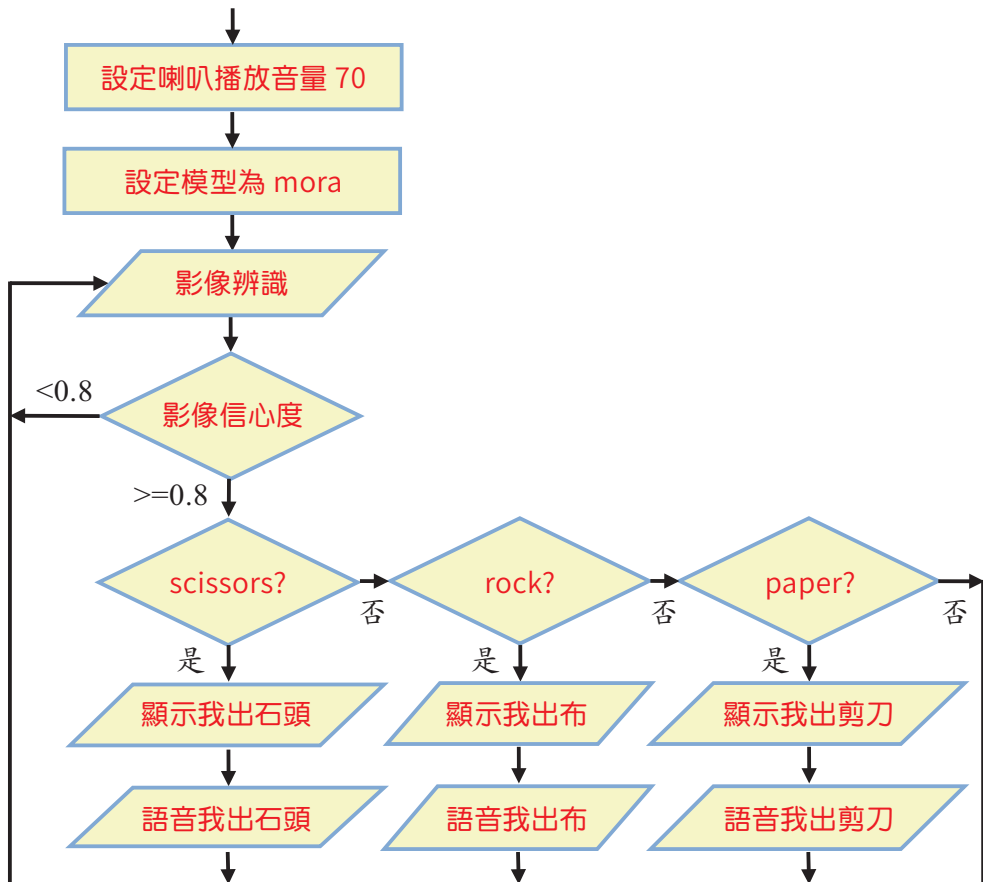 設定喇叭播放音量 70
設定模型為 mora
影像辨識
<0.8
影像信心度
>=0.8
scissors?
否
rock?
否
paper?
否
是
是
是
顯示我出石頭
顯示我出布
顯示我出剪刀
語音我出石頭
語音我出布
語音我出剪刀